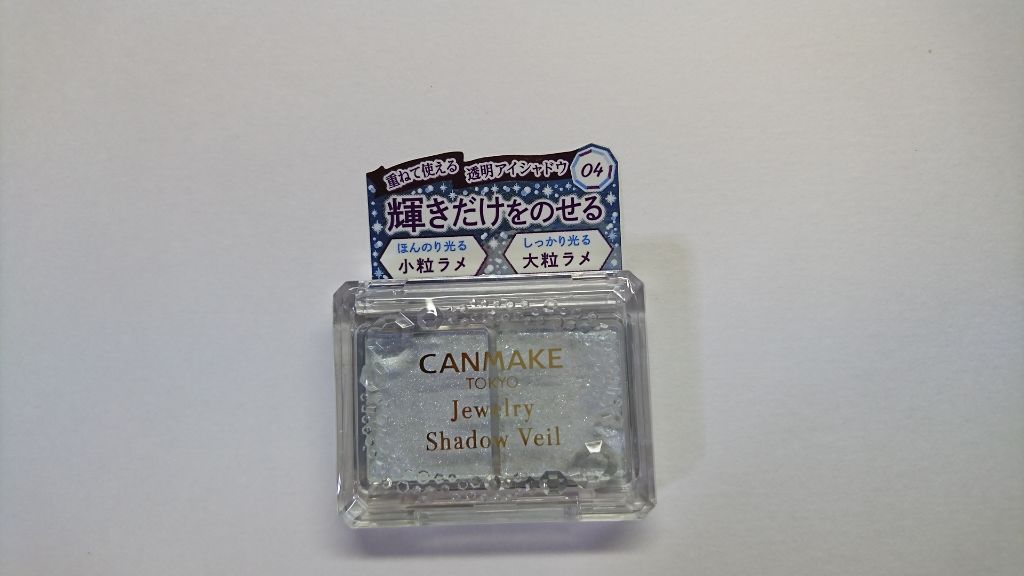 重ねて使える 透明アイシャドウ 04
輝きだけをのせる
ほんのり光る しっかり光る
小粒ラメ 大粒ラメ
CANMAKE
TOKYO
Jewelry
Shadow Veil